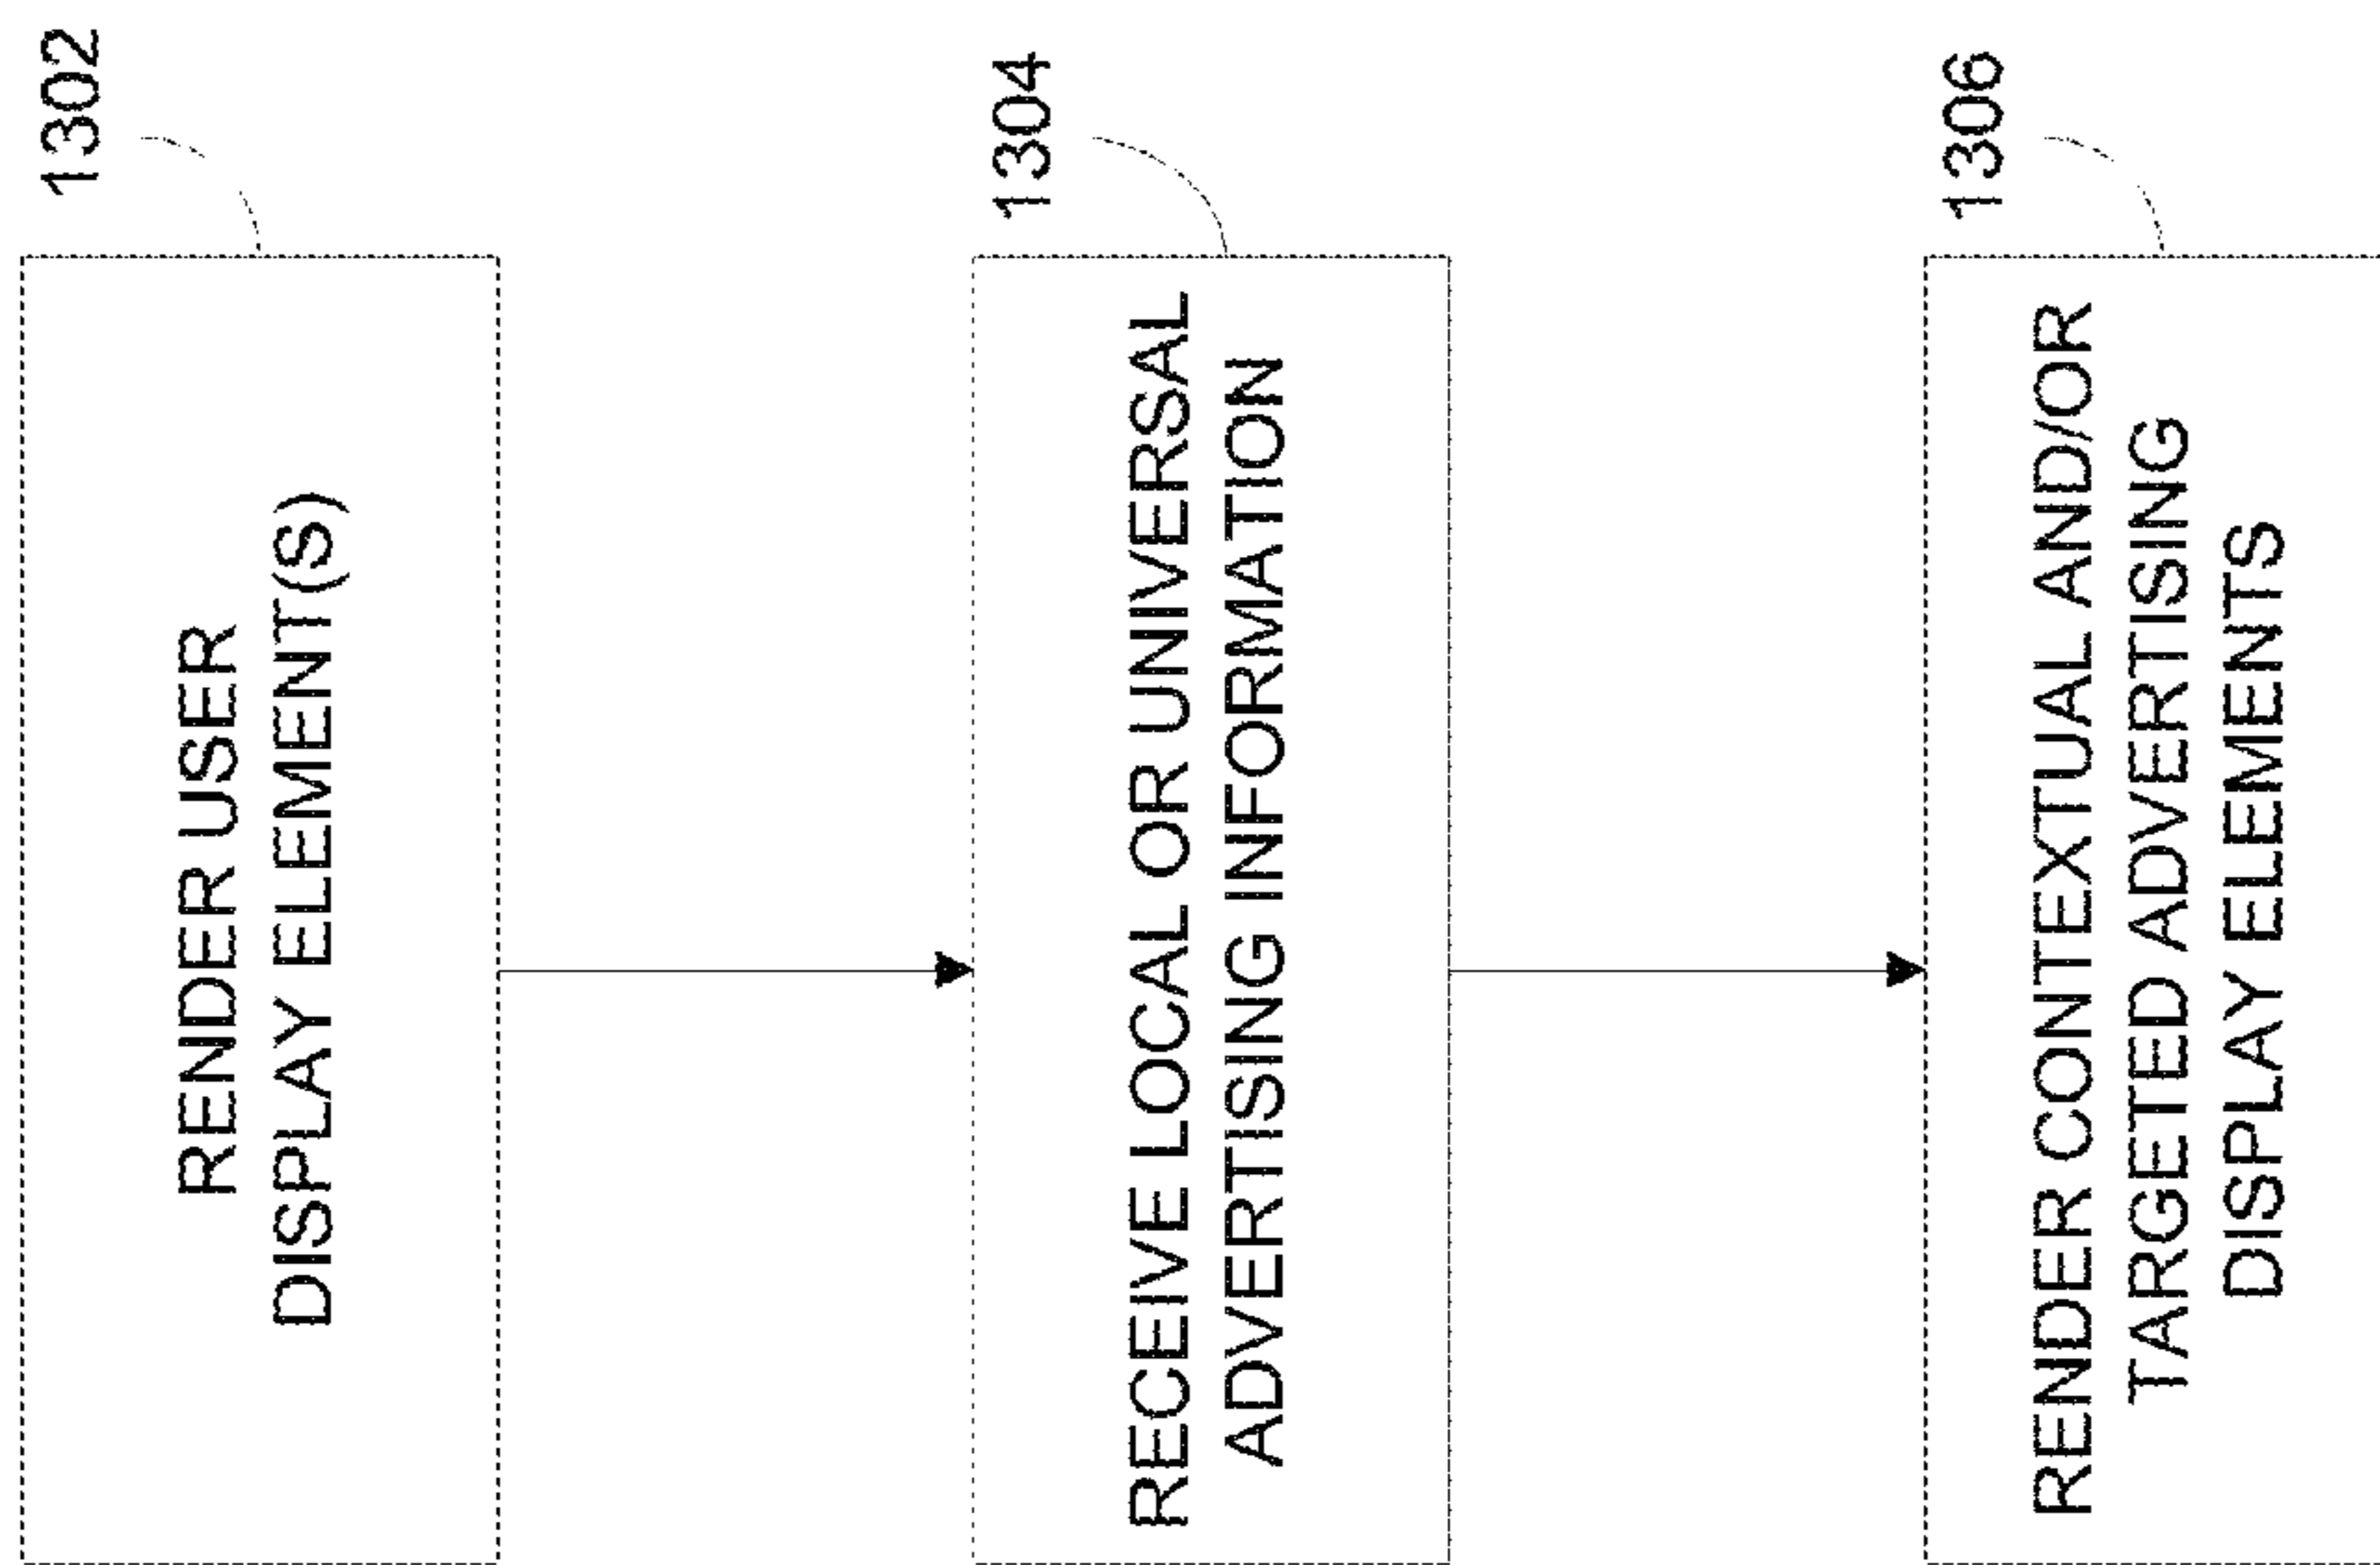 1302
RENDER USER
DISPLAY ELEMENT(S)
1304
RECEIVE LOCAL OR UNIVERSAL
ADVERTISING INFORMATION
1306
RENDER CONTEXTUAL AND/OR
TARGETED ADVERTISING
DISPLAY ELEMENTS